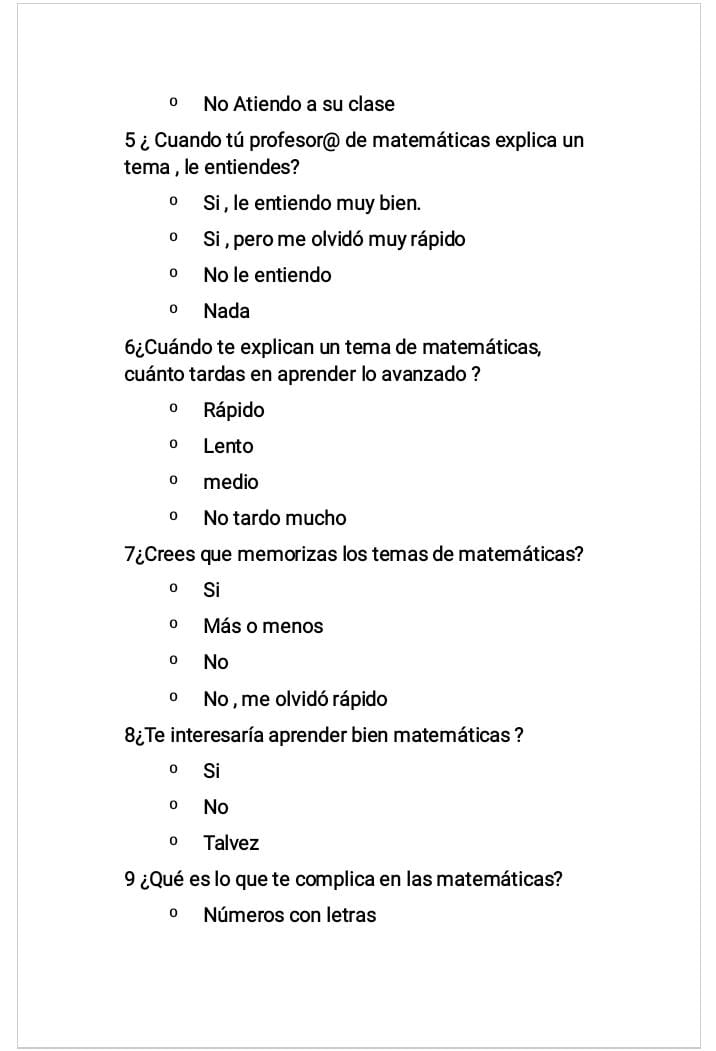 o No Atiendo a su clase
5 ¿ Cuando tú profesor@ de matemáticas explica un
tema , le entiendes?
o Si , le entiendo muy bien.
o Si , pero me olvidó muy rápido
o No le entiendo
o Nada
6¿Cuándo te explican un tema de matemáticas,
cuánto tardas en aprender lo avanzado ?
o Rápido
o Lento
o medio
o No tardo mucho
7¿Crees que memorizas los temas de matemáticas?
o Si
o Más o menos
o No
o No , me olvidó rápido
8¿Te interesaría aprender bien matemáticas ?
o Si
o No
o Talvez
9 ¿Qué es lo que te complica en las matemáticas?
o Números con letras